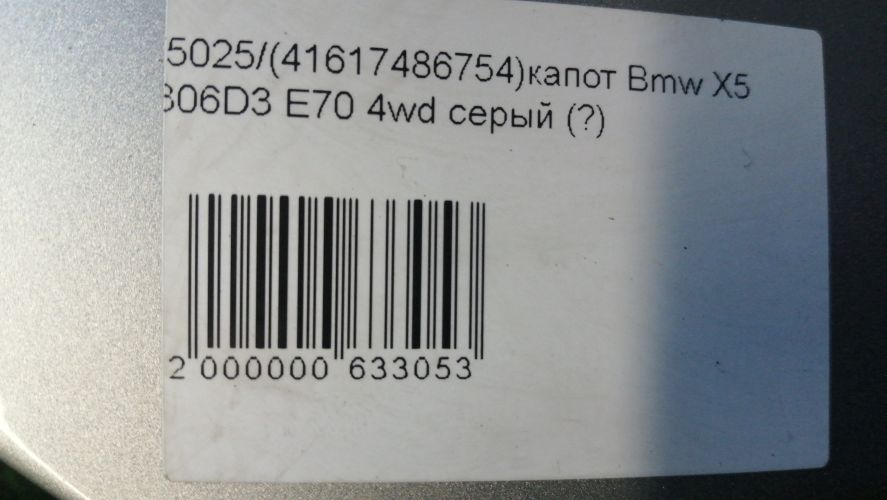 5025/(41617486754)капот Bmw X5
306D3 E70 4wd серый (?)
2 000000 633053